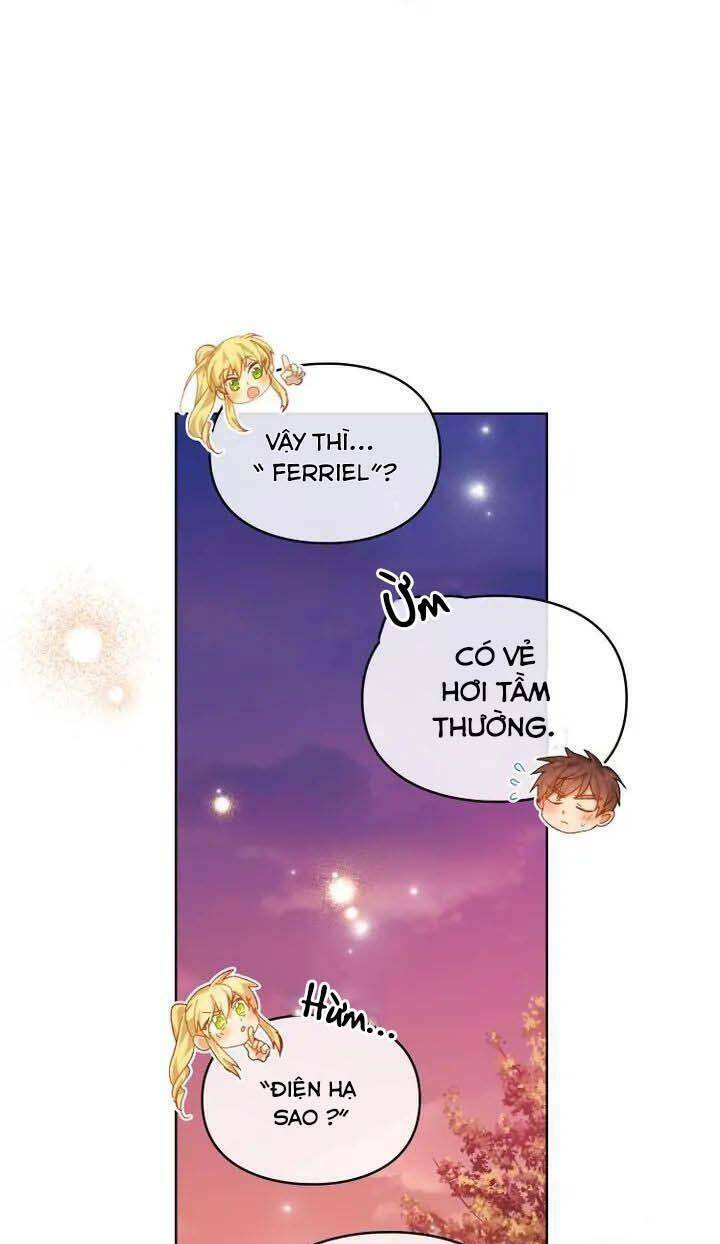 VẬY THÌ...
“ FERRIEL”?
Ừm
CÓ VẺ
HƠI TẦM
THƯỜNG.
Hừm...
“ĐIỆN HẠ
SAO ?”